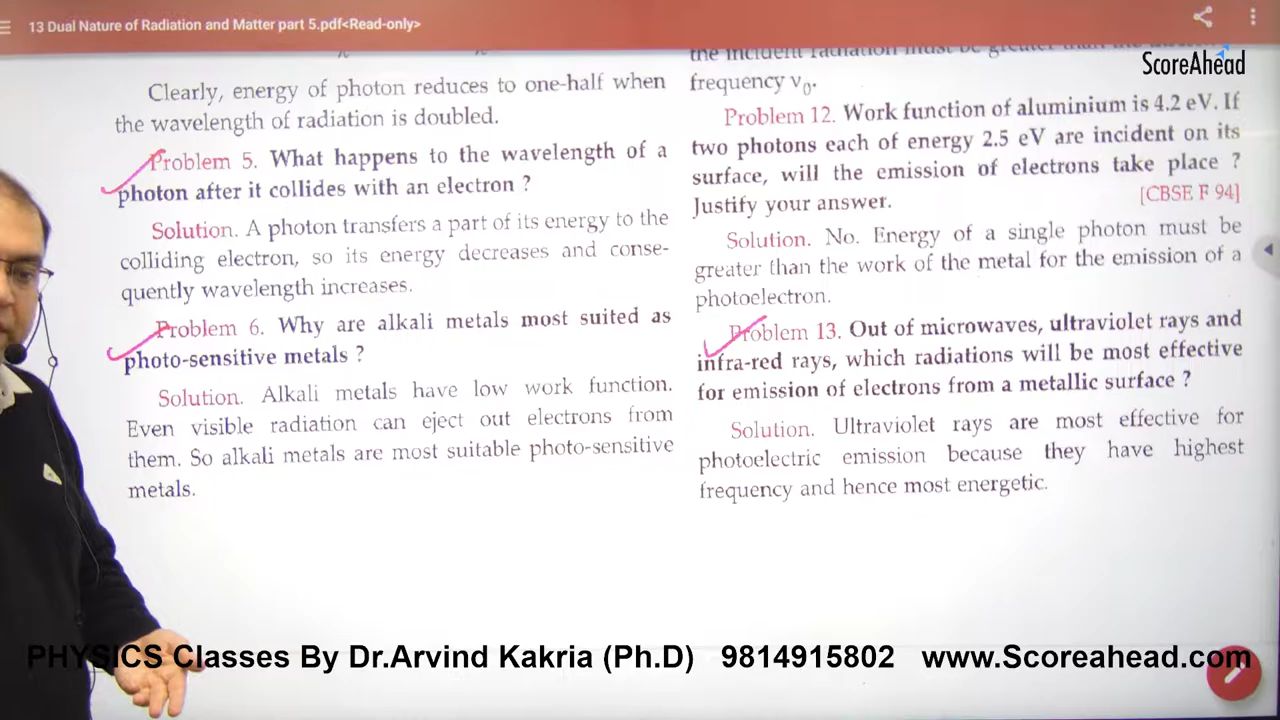 13 Dual Nature of Radiation and Matter part 5.pdf<Read-only>
ScoreAhead
Clearly, energy of photon reduces to one-half when
the wavelength of radiation is doubled.
Problem 5. What happens to the wavelength of a
photon after it collides with an electron ?
Solution. A photon transfers a part of its energy to the
colliding electron, so its energy decreases and conse-
quently wavelength increases.
Problem 6. Why are alkali metals most suited as
photo-sensitive metals ?
Solution. Alkali metals have low work function.
Even visible radiation can eject out electrons from
them. So alkali metals are most suitable photo-sensitive
metals.
the incident radiation must be greater than the
frequency ν₀.
Problem 12. Work function of aluminium is 4.2 eV. If
two photons each of energy 2.5 eV are incident on its
surface, will the emission of electrons take place ?
Justify your answer. [CBSE F 94]
Solution. No. Energy of a single photon must be
greater than the work of the metal for the emission of a
photoelectron.
Problem 13. Out of microwaves, ultraviolet rays and
infra-red rays, which radiations will be most effective
for emission of electrons from a metallic surface ?
Solution. Ultraviolet rays are most effective for
photoelectric emission because they have highest
frequency and hence most energetic.
PHYSICS Classes By Dr.Arvind Kakria (Ph.D) 9814915802 www.Scoreahead.com